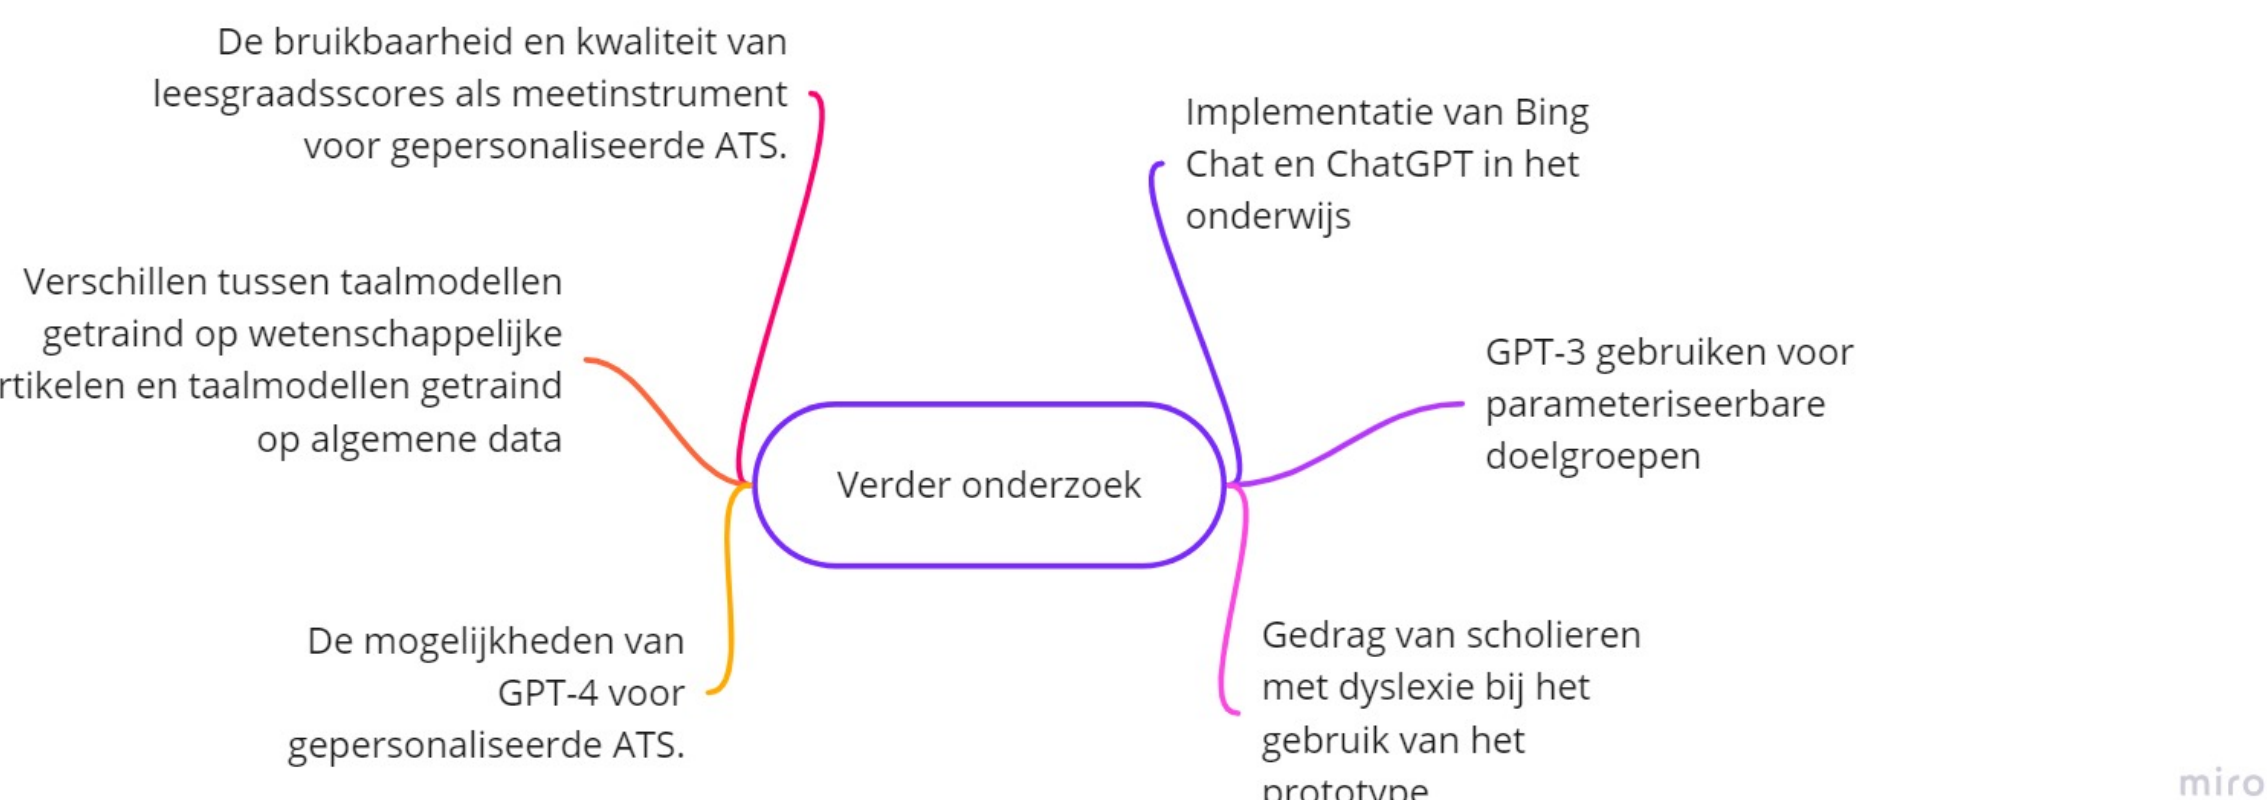 De bruikbaarheid en kwaliteit van
leesgraadsscores als meetinstrument
voor gepersonaliseerde ATS.
Verschillen tussen taalmodellen
getraind op wetenschappelijke
rtikelen en taalmodellen getraind
op algemene data
De mogelijkheden van
GPT-4 voor
gepersonaliseerde ATS.
Verder onderzoek
Implementatie van Bing
Chat en ChatGPT in het
onderwijs
GPT-3 gebruiken voor
parameteriseerbare
doelgroepen
Gedrag van scholieren
met dyslexie bij het
gebruik van het
prototype
miro